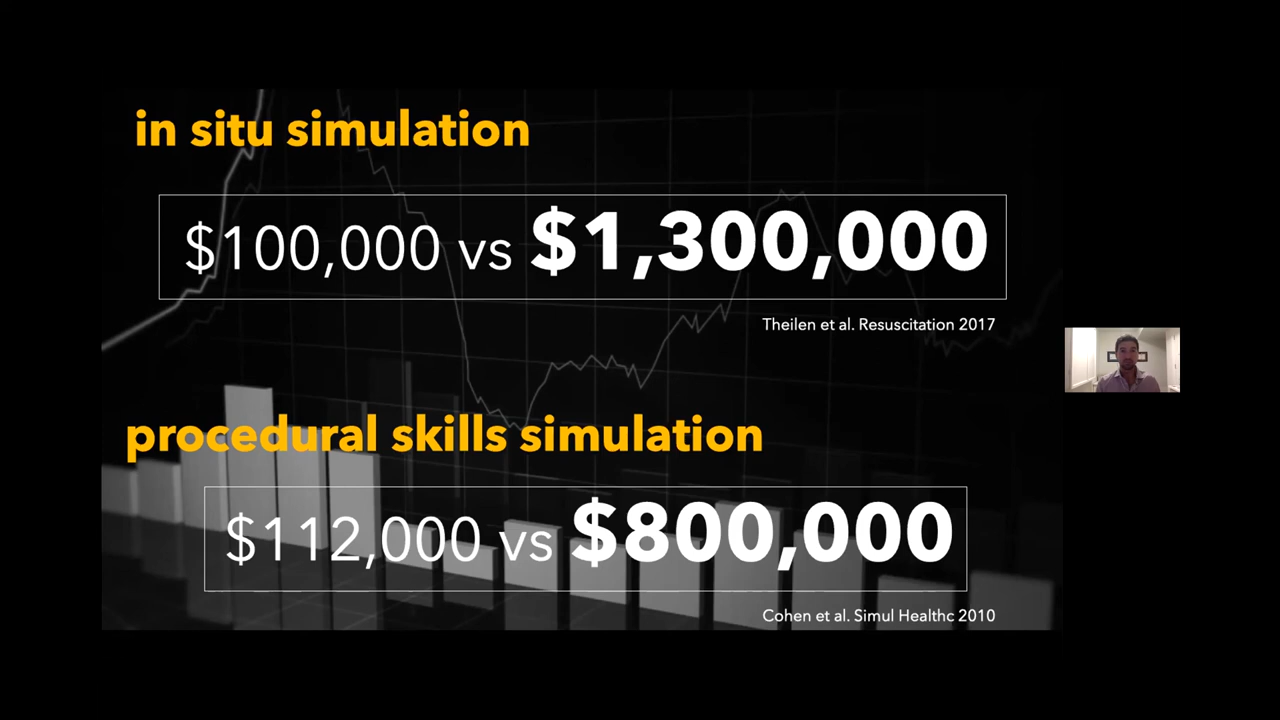 in situ simulation
$100,000 vs $1,300,000
Theilen et al. Resuscitation 2017
procedural skills simulation
$112,000 vs $800,000
Cohen et al. Simul Healthc 2010